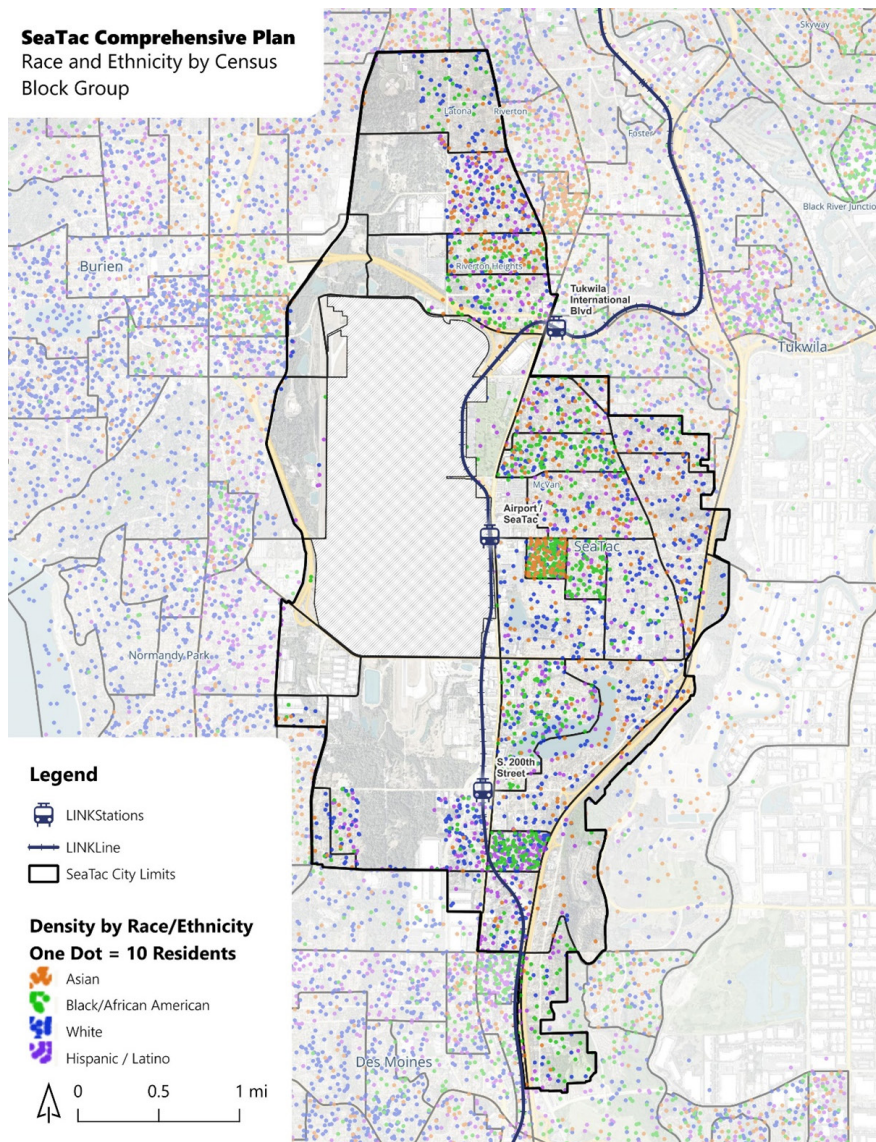 SeaTac Comprehensive Plan
Race and Ethnicity by Census
Block Group
Skyway
Latona
Riverton
Foster
Black River Junctio
Burien
Riverton Heights
Tukwila
International
Blvd
Tukwila
McVan
Airport /
SeaTac
SeaTac
Normandy Park
S. 200th
Street
Legend
LINKStations
LINKLine
SeaTac City Limits
Density by Race/Ethnicity
One Dot = 10 Residents
Asian
Black/African American
White
Hispanic / Latino
Des Moines
0 0.5 1 mi